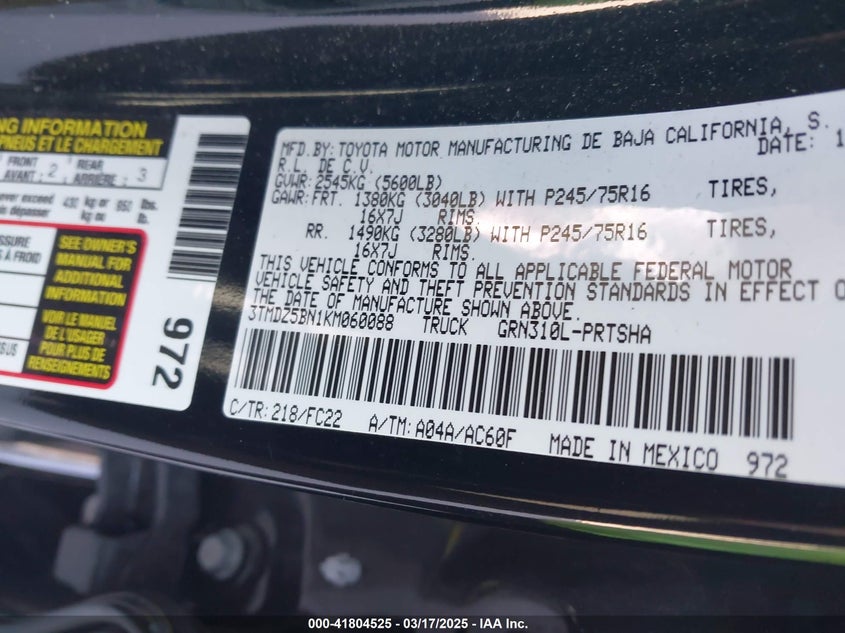 NG INFORMATION
PNEUS ET LE CHARGEMENT
FRONT AVANT: 2 REAR ARRIÈRE: 3
never exceed 430 kg or 950 lbs.
dépasser kg ou lb.
SSURE
À FROID
SEE OWNER'S
MANUAL FOR
ADDITIONAL
INFORMATION
VOIR LE MANUEL
DE L'USAGER
POUR PLUS DE
RENSEIGNEMENTS
972
MFD.BY: TOYOTA MOTOR MANUFACTURING DE BAJA CALIFORNIA, S.
R.L. DE C.V. DATE: 1
GVWR: 2545KG (5600LB)
GAWR: FRT. 1380KG (3040LB) WITH P245/75R16 TIRES,
16X7J RIMS.
RR. 1490KG (3280LB) WITH P245/75R16 TIRES,
16X7J RIMS.
THIS VEHICLE CONFORMS TO ALL APPLICABLE FEDERAL MOTOR
VEHICLE SAFETY AND THEFT PREVENTION STANDARDS IN EFFECT O
THE DATE OF MANUFACTURE SHOWN ABOVE.
3TMDZ5BN1KM060088 TRUCK GRN310L-PRTSHA
C/TR: 218/FC22 A/TM: A04A/AC60F MADE IN MEXICO 972
000-41804525 - 03/17/2025 - IAA Inc.